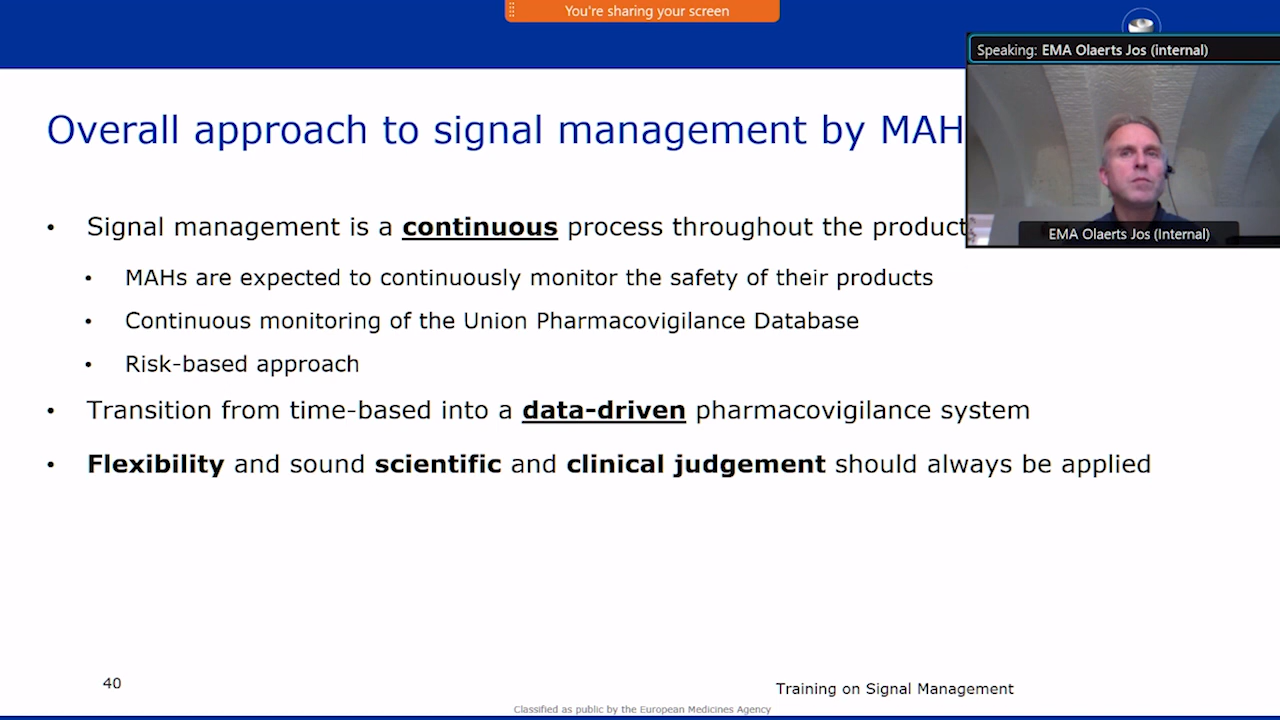 You're sharing your screen
Speaking: EMA Olaerts Jos (internal)
Overall approach to signal management by MAH
EMA Olaerts Jos (Internal)
• Signal management is a continuous process throughout the product
• MAHs are expected to continuously monitor the safety of their products
• Continuous monitoring of the Union Pharmacovigilance Database
• Risk-based approach
• Transition from time-based into a data-driven pharmacovigilance system
• Flexibility and sound scientific and clinical judgement should always be applied
40
Training on Signal Management
Classified as public by the European Medicines Agency